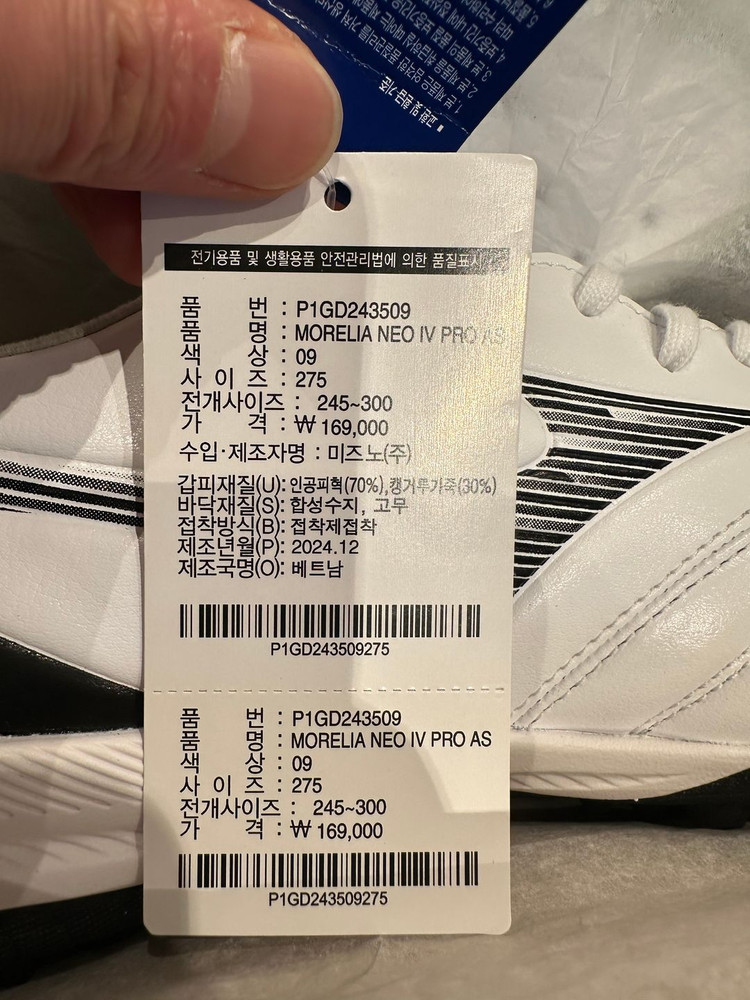 ■ 교환 및 환급 기준
전기용품 및 생활용품 안전관리법에 의한 품질표시
품 번 : P1GD243509
품 명 : MORELIA NEO IV PRO AS
색 상 : 09
사 이 즈 : 275
전개사이즈 : 245~300
가 격 : ₩ 169,000
수입·제조자명 : 미즈노(주)
갑피재질(U): 인공피혁(70%),캥거루가죽(30%)
바닥재질(S): 합성수지, 고무
접착방식(B): 접착제접착
제조년월(P): 2024.12
제조국명(O): 베트남
P1GD243509275
품 번 : P1GD243509
품 명 : MORELIA NEO IV PRO AS
색 상 : 09
사 이 즈 : 275
전개사이즈 : 245~300
가 격 : ₩ 169,000
P1GD243509275